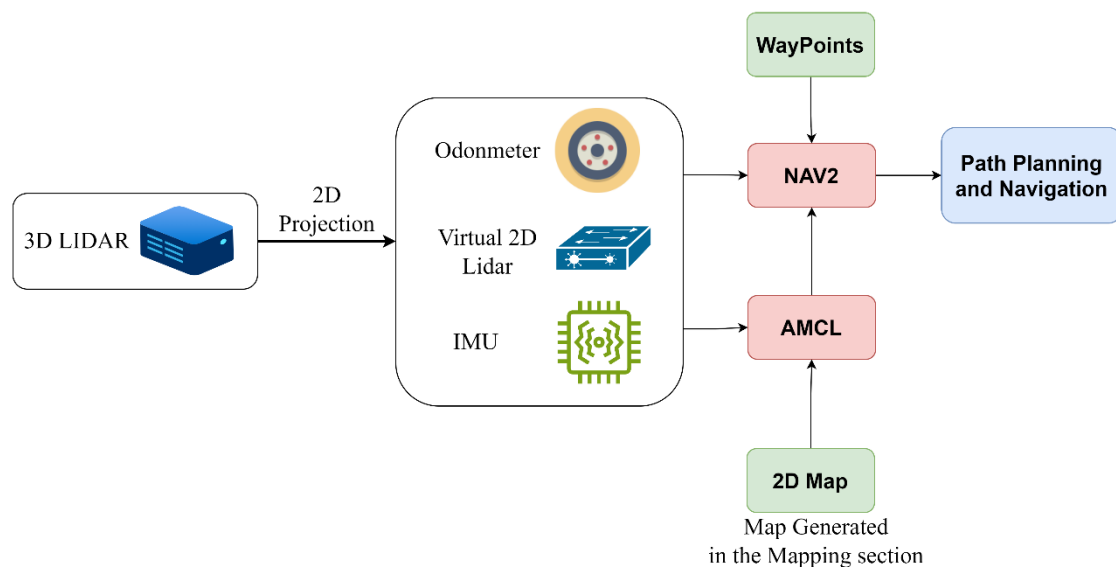 3D LIDAR
2D
Projection
Odonmeter
Virtual 2D
Lidar
IMU
WayPoints
NAV2
AMCL
2D Map
Map Generated
in the Mapping section
Path Planning
and Navigation